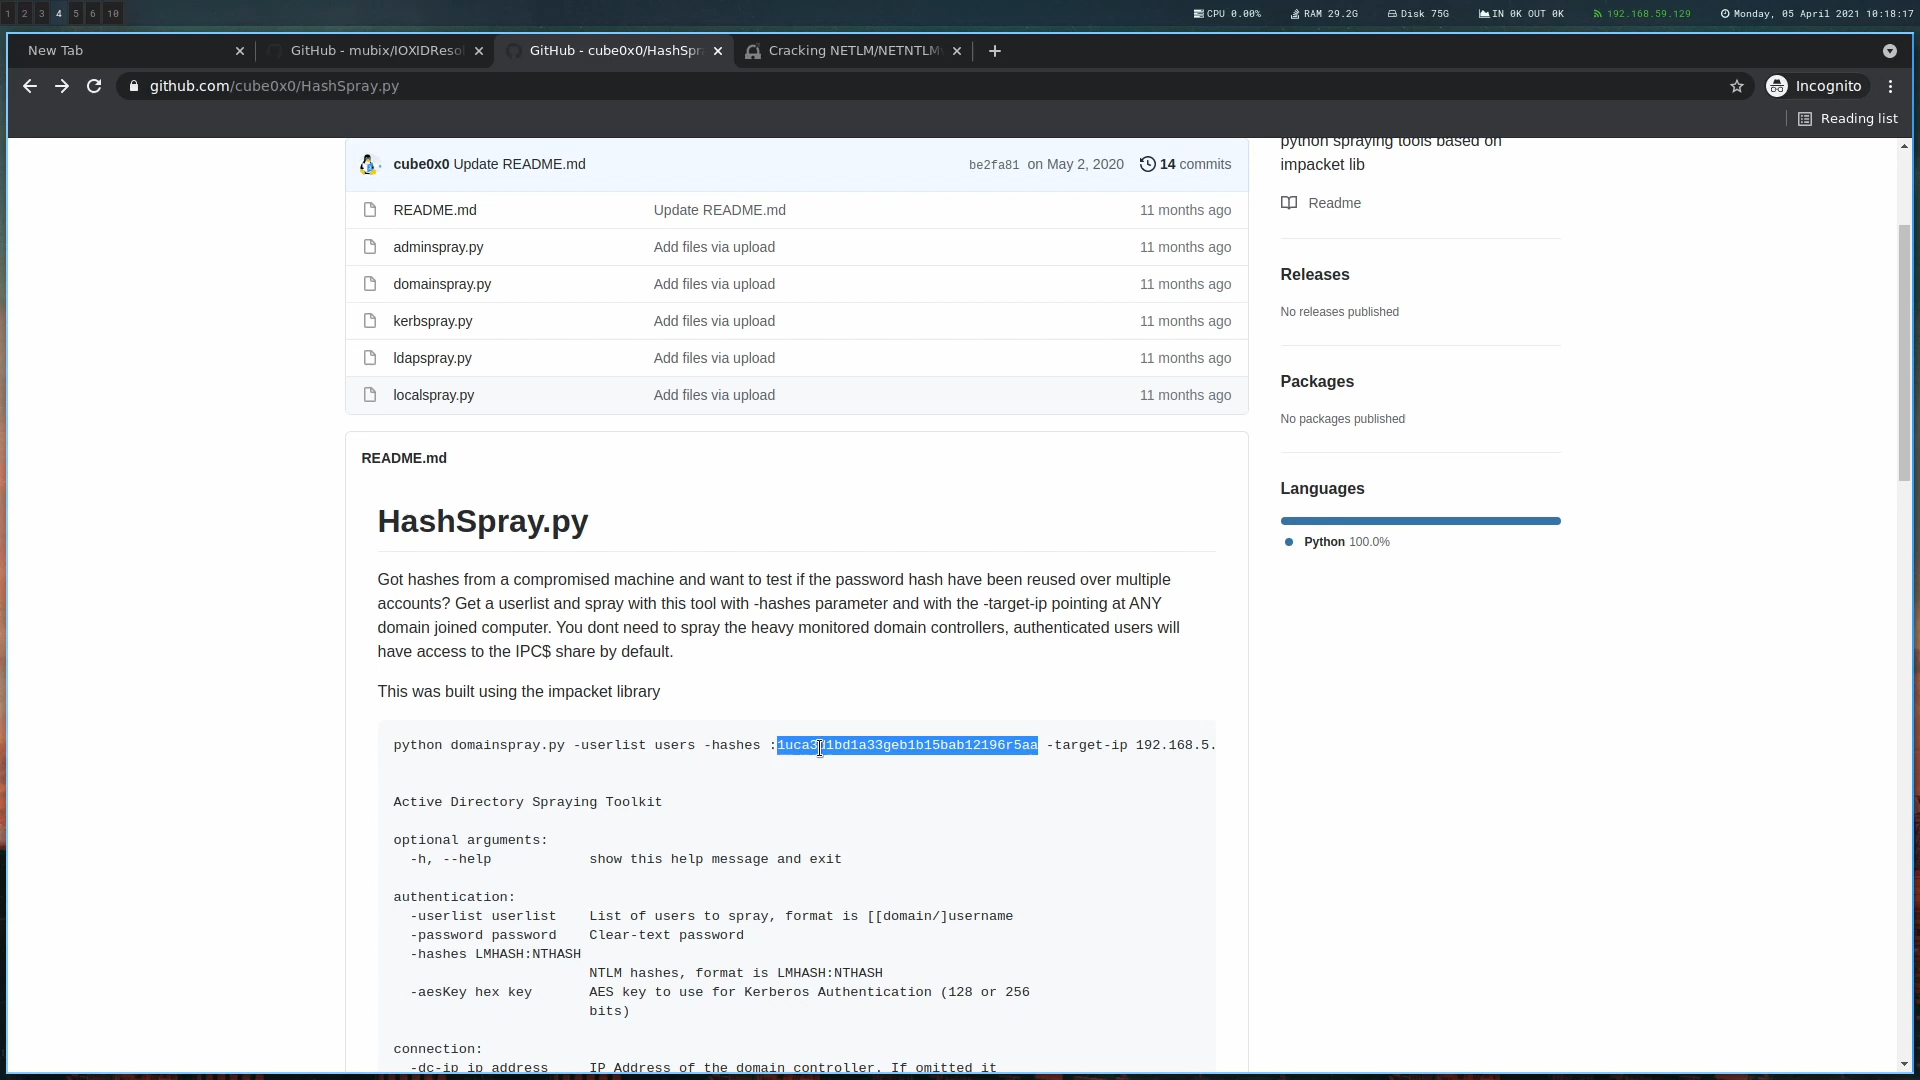 1 2 3 4 5 6 10
CPU 0.00% RAM 29.2G Disk 75G IN 0K OUT 0K 192.168.59.129 Monday, 05 April 2021 10:18:17
New Tab GitHub - mubix/IOXIDResol GitHub - cube0x0/HashSpr Cracking NETLM/NETNTLM
github.com/cube0x0/HashSpray.py Incognito
Reading list
cube0x0 Update README.md be2fa81 on May 2, 2020 14 commits
README.md Update README.md 11 months ago
adminspray.py Add files via upload 11 months ago
domainspray.py Add files via upload 11 months ago
kerbspray.py Add files via upload 11 months ago
ldapspray.py Add files via upload 11 months ago
localspray.py Add files via upload 11 months ago
README.md
HashSpray.py
Got hashes from a compromised machine and want to test if the password hash have been reused over multiple
accounts? Get a userlist and spray with this tool with -hashes parameter and with the -target-ip pointing at ANY
domain joined computer. You dont need to spray the heavy monitored domain controllers, authenticated users will
have access to the IPC$ share by default.
This was built using the impacket library
python domainspray.py -userlist users -hashes : -target-ip 192.168.5.
Active Directory Spraying Toolkit
optional arguments:
-h, --help show this help message and exit
authentication:
-userlist userlist List of users to spray, format is [[domain/]username
-password password Clear-text password
-hashes LMHASH:NTHASH
NTLM hashes, format is LMHASH:NTHASH
-aesKey hex key AES key to use for Kerberos Authentication (128 or 256
bits)
connection:
-dc-ip ip address IP Address of the domain controller. If omitted it
python spraying tools based on
impacket lib
Readme
Releases
No releases published
Packages
No packages published
Languages
Python 100.0%